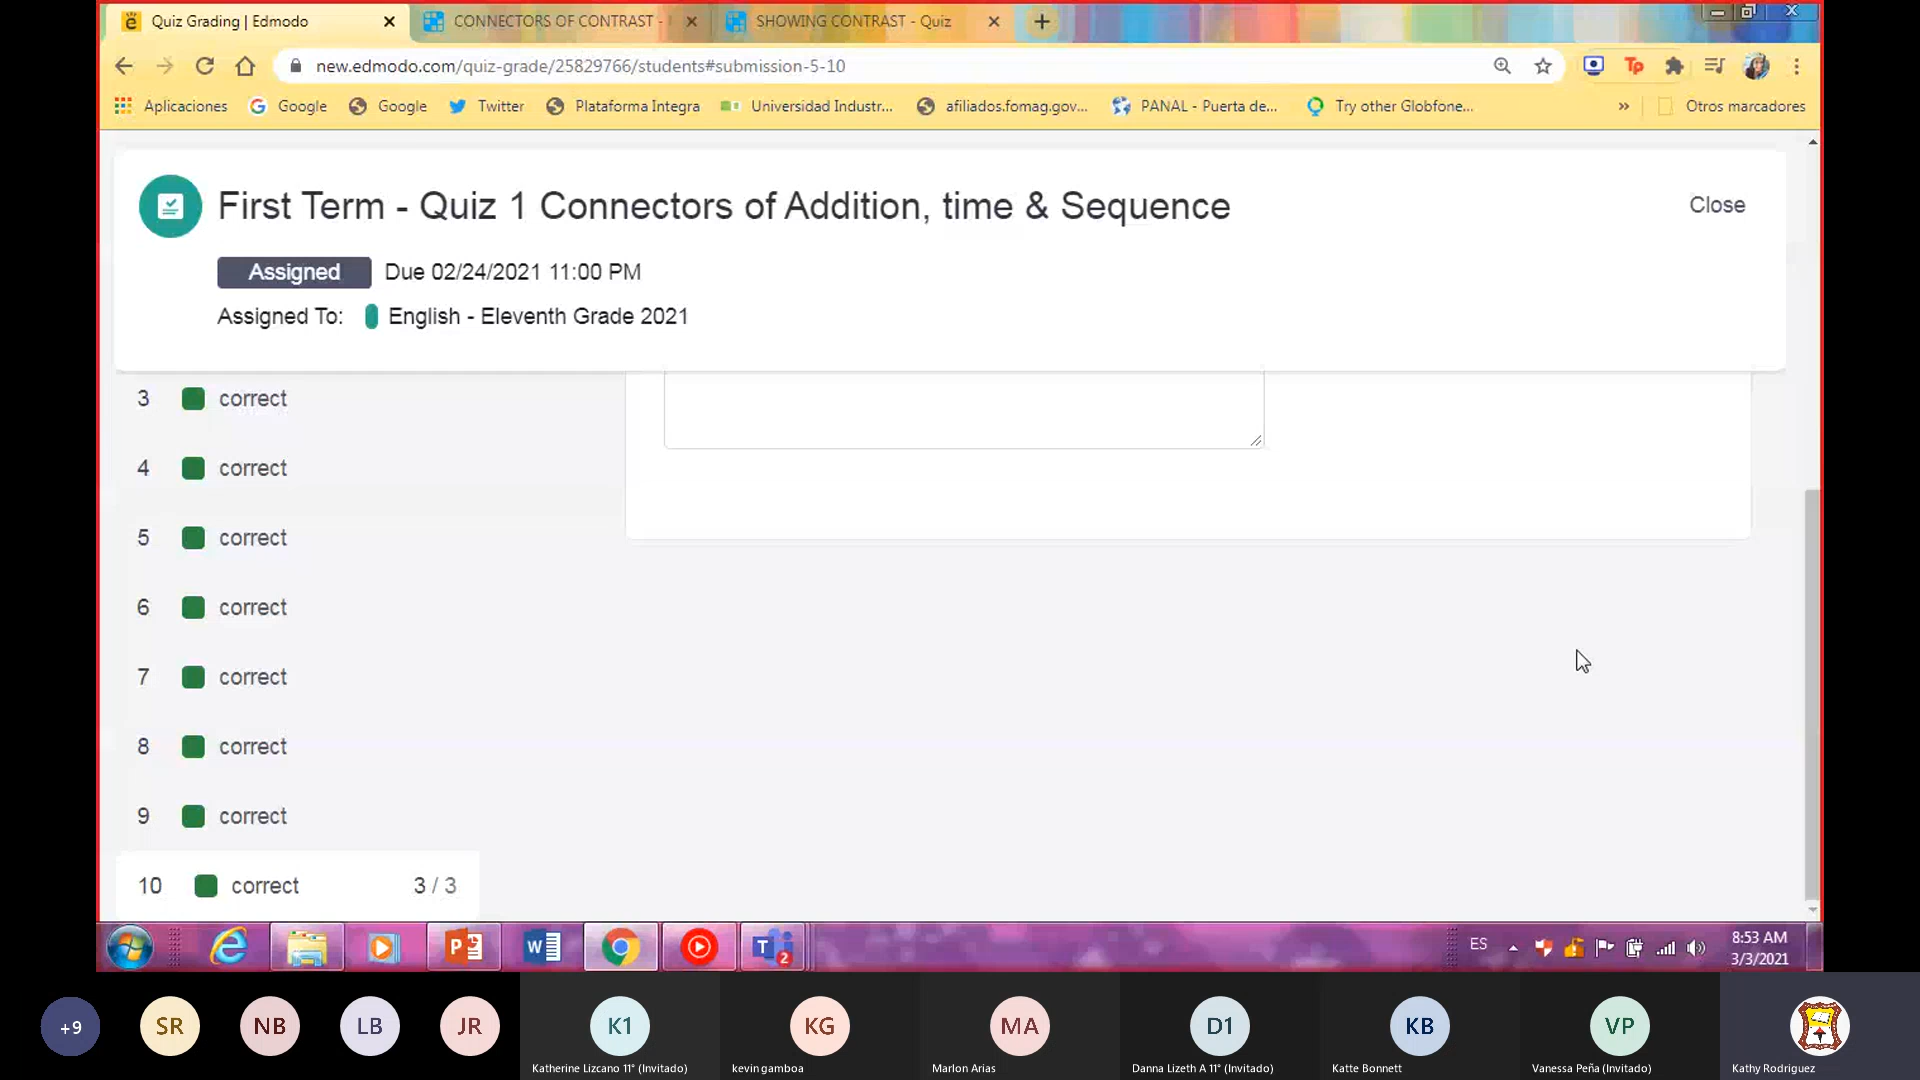 Quiz Grading | Edmodo
CONNECTORS OF CONTRAST -
SHOWING CONTRAST - Quiz
new.edmodo.com/quiz-grade/25829766/students#submission-5-10
Tp
Aplicaciones
Google
Google
Twitter
Plataforma Integra
Universidad Industr...
afiliados.fomag.gov...
PANAL - Puerta de...
Try other Globfone...
»
Otros marcadores
First Term - Quiz 1 Connectors of Addition, time & Sequence
Close
Assigned
Due 02/24/2021 11:00 PM
Assigned To:
English - Eleventh Grade 2021
3 correct
4 correct
5 correct
6 correct
7 correct
8 correct
9 correct
10 correct 3 / 3
ES
8:53 AM
3/3/2021
+9
SR
NB
LB
JR
K1
KG
MA
D1
KB
VP
Katherine Lizcano 11° (Invitado)
kevin gamboa
Marlon Arias
Danna Lizeth A 11° (Invitado)
Katte Bonnett
Vanessa Peña (Invitado)
Kathy Rodriguez